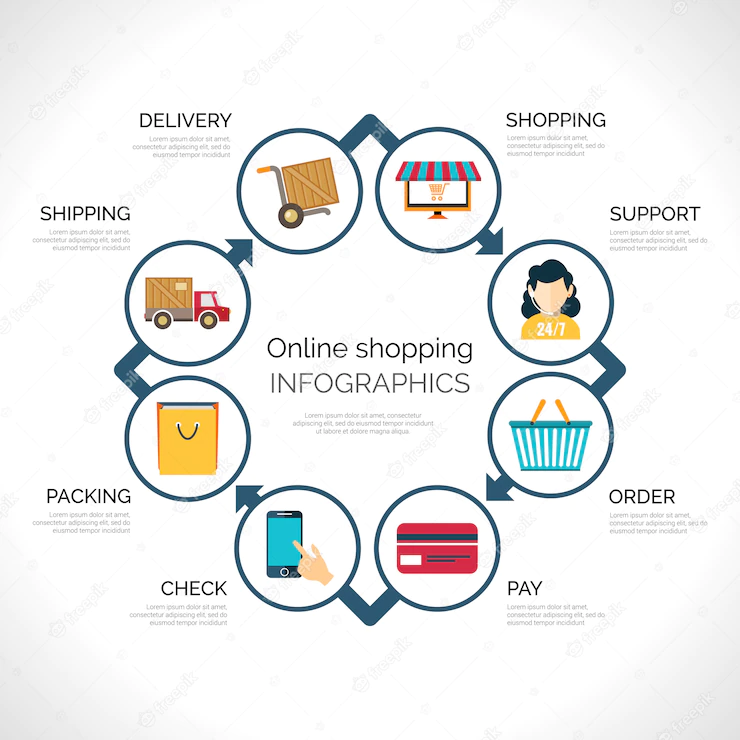 DELIVERY
Lorem ipsum dolor sit amet,
consectetur adipiscing elit, sed do
eiusmod tempor incididunt
SHOPPING
Lorem ipsum dolor sit amet,
consectetur adipiscing elit, sed do
eiusmod tempor incididunt
SHIPPING
Lorem ipsum dolor sit amet,
consectetur adipiscing elit, sed do
eiusmod tempor incididunt
SUPPORT
Lorem ipsum dolor sit amet,
consectetur adipiscing elit, sed do
eiusmod tempor incididunt
24/7
Online shopping
INFOGRAPHICS
Lorem ipsum dolor sit amet, consectetur
adipiscing elit, sed do eiusmod tempor incididunt
ut labore et dolore magna aliqua.
PACKING
Lorem ipsum dolor sit amet,
consectetur adipiscing elit, sed do
eiusmod tempor incididunt
ORDER
Lorem ipsum dolor sit amet,
consectetur adipiscing elit, sed do
eiusmod tempor incididunt
CHECK
Lorem ipsum dolor sit amet,
consectetur adipiscing elit, sed do
eiusmod tempor incididunt
PAY
Lorem ipsum dolor sit amet,
consectetur adipiscing elit, sed do
eiusmod tempor incididunt
freepik